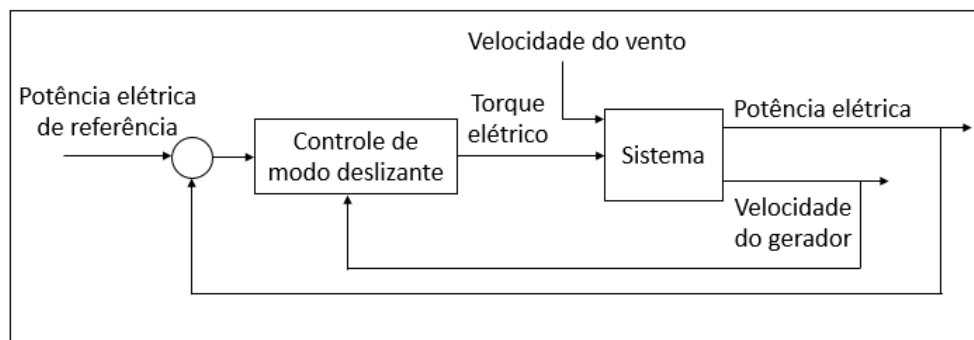 Velocidade do vento
Potência elétrica
de referência
Controle de
modo deslizante
Torque
elétrico
Sistema
Potência elétrica
Velocidade
do gerador